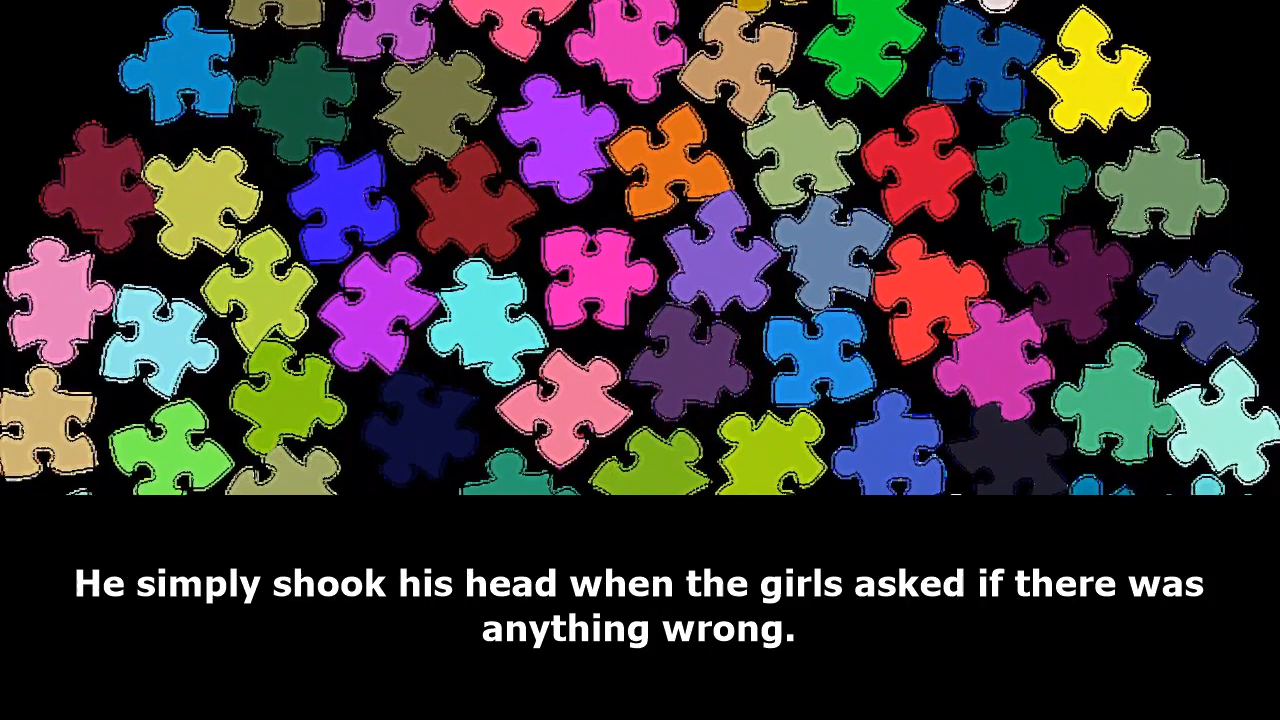 He simply shook his head when the girls asked if there was
anything wrong.